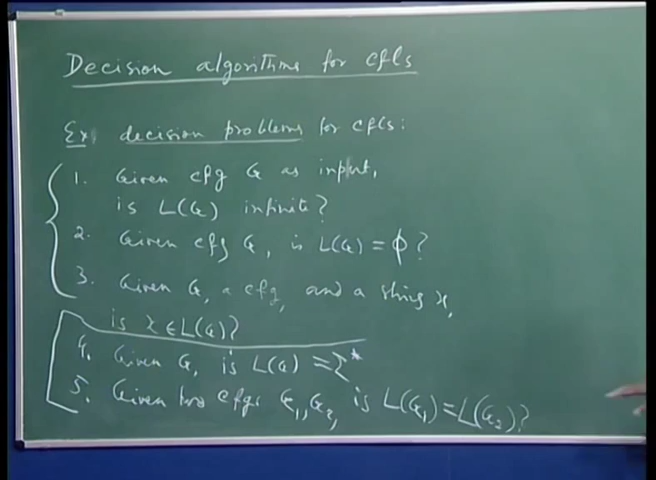 Decision algorithms for cfls
Ex, decision problems for cfls:
1. Given cfg G as input,
is L(G) infinite?
2. Given cfg G, is L(G) = ϕ?
3. Given G, a cfg, and a string x,
is x ∈ L(G)?
4. Given G, is L(G) = Σ*
5. Given two cfgs G₁, G₂, is L(G₁) = L(G₂)?